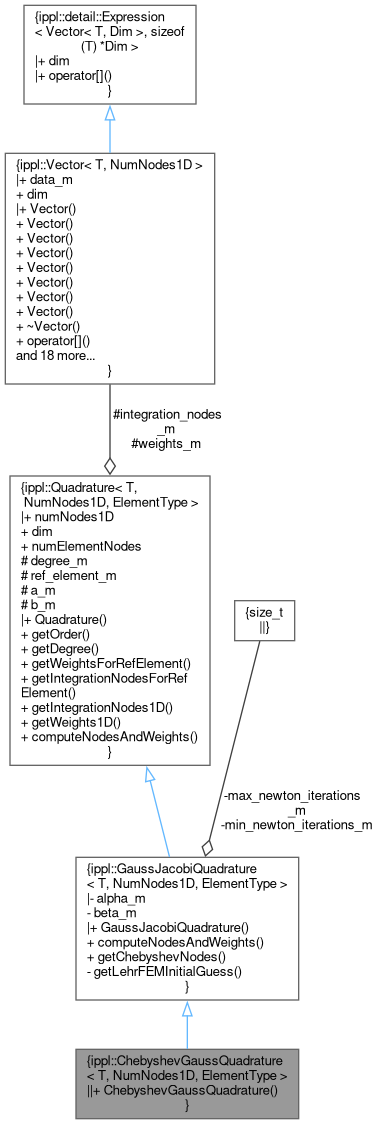 {ippl::detail::Expression
< Vector< T, Dim >, sizeof
(T) *Dim >
|+ dim
|+ operator[]()
}
{ippl::Vector< T, NumNodes1D >
|+ data_m
+ dim
|+ Vector()
+ Vector()
+ Vector()
+ Vector()
+ Vector()
+ Vector()
+ Vector()
+ Vector()
+ ~Vector()
+ operator[]()
and 18 more...
}
#integration_nodes
_m
#weights_m
{ippl::Quadrature< T,
NumNodes1D, ElementType >
|+ numNodes1D
+ dim
+ numElementNodes
# degree_m
# ref_element_m
# a_m
# b_m
|+ Quadrature()
+ getOrder()
+ getDegree()
+ getWeightsForRefElement()
+ getIntegrationNodesForRef
Element()
+ getIntegrationNodes1D()
+ getWeights1D()
+ computeNodesAndWeights()
}
{size_t
||}
-max_newton_iterations
_m
-min_newton_iterations_m
{ippl::GaussJacobiQuadrature
< T, NumNodes1D, ElementType >
|- alpha_m
- beta_m
|+ GaussJacobiQuadrature()
+ computeNodesAndWeights()
+ getChebyshevNodes()
- getLehrFEMInitialGuess()
}
{ippl::ChebyshevGaussQuadrature
< T, NumNodes1D, ElementType >
||+ ChebyshevGaussQuadrature()
}